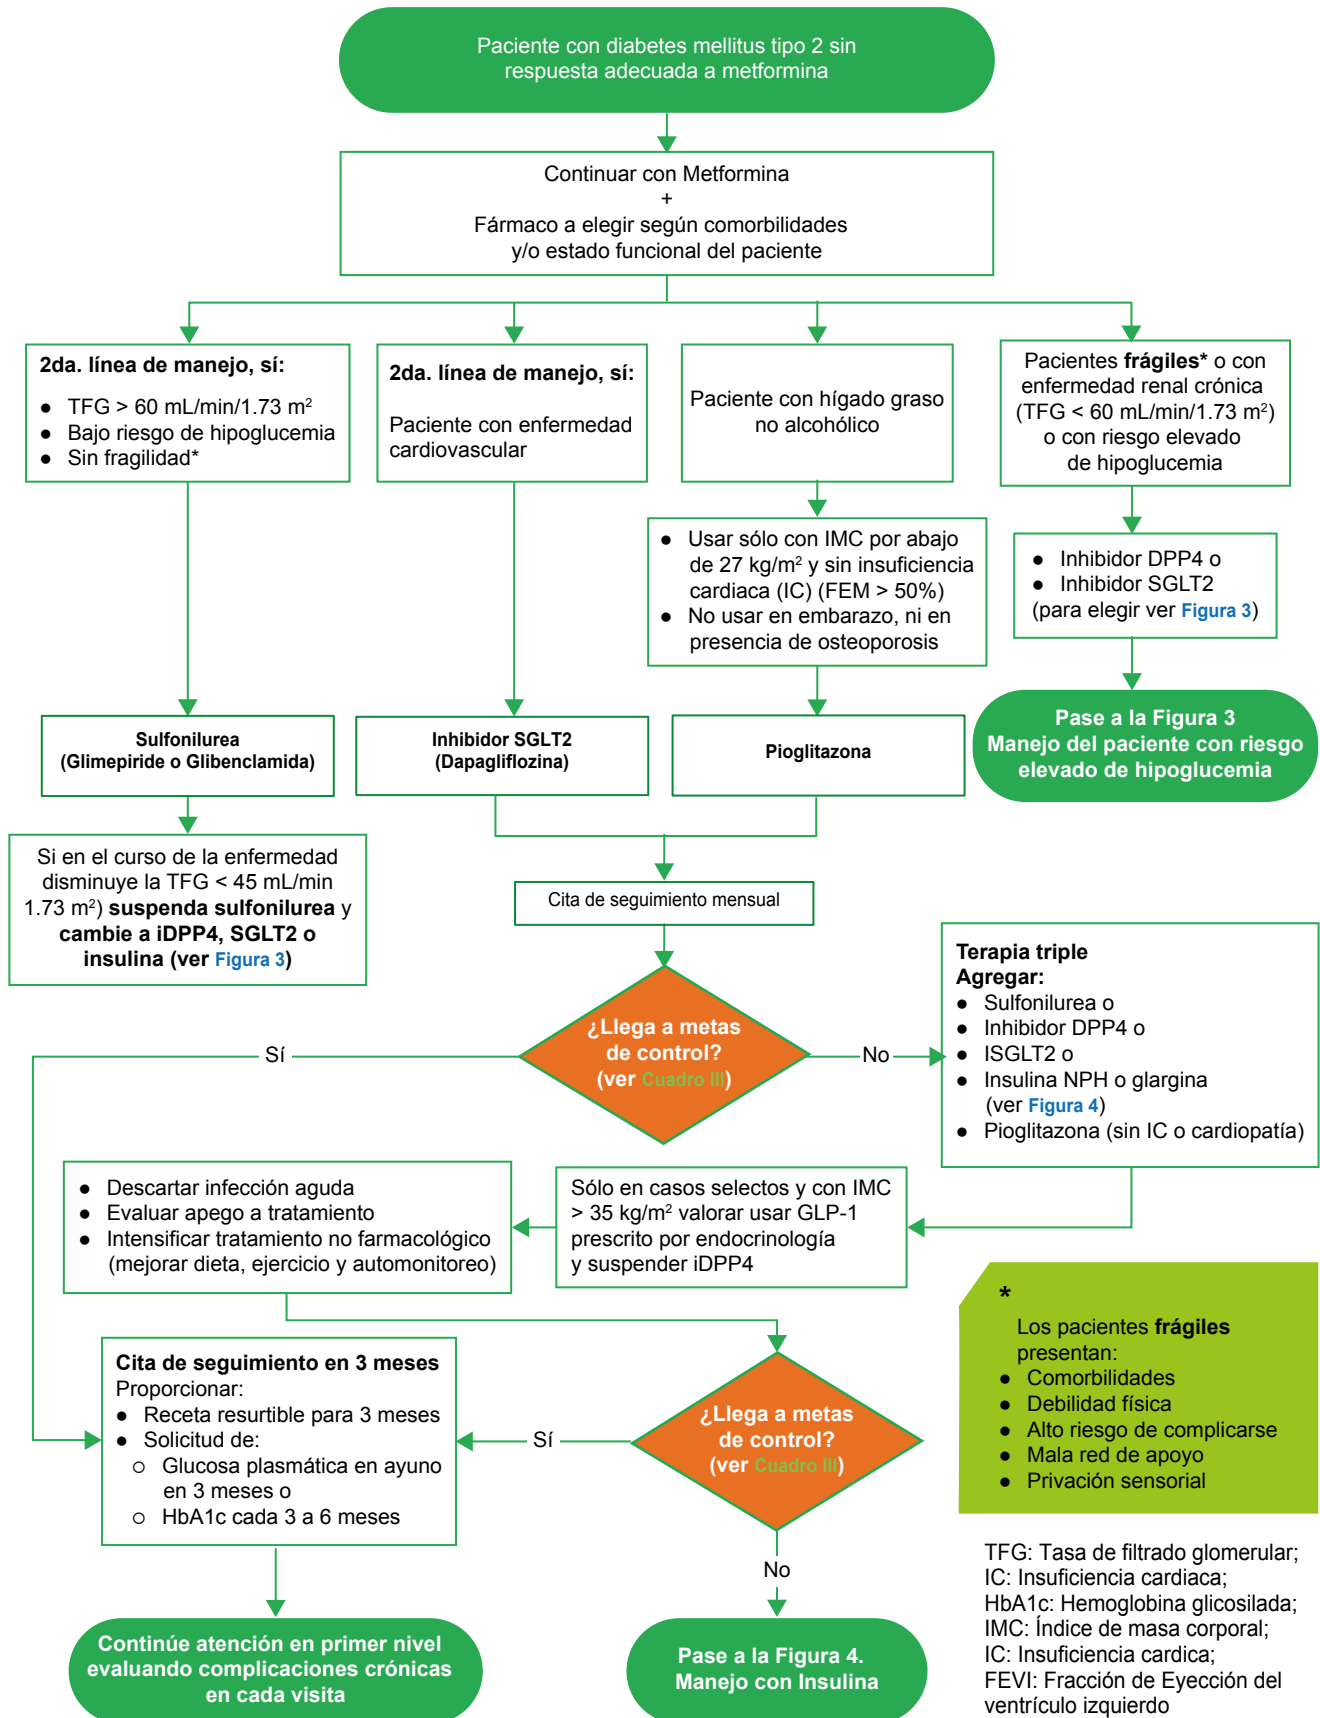 Paciente con diabetes mellitus tipo 2 sin
respuesta adecuada a metformina
Continuar con Metformina
+
Fármaco a elegir según comorbilidades
y/o estado funcional del paciente
2da. línea de manejo, sí:
● TFG > 60 mL/min/1.73 m²
● Bajo riesgo de hipoglucemia
● Sin fragilidad*
2da. línea de manejo, sí:
Paciente con enfermedad
cardiovascular
Paciente con hígado graso
no alcohólico
Pacientes frágiles* o con
enfermedad renal crónica
(TFG < 60 mL/min/1.73 m²)
o con riesgo elevado
de hipoglucemia
● Usar sólo con IMC por abajo
de 27 kg/m² y sin insuficiencia
cardiaca (IC) (FEM > 50%)
● No usar en embarazo, ni en
presencia de osteoporosis
● Inhibidor DPP4 o
● Inhibidor SGLT2
(para elegir ver Figura 3)
Sulfonilurea
(Glimepiride o Glibenclamida)
Inhibidor SGLT2
(Dapagliflozina)
Pioglitazona
Pase a la Figura 3
Manejo del paciente con riesgo
elevado de hipoglucemia
Si en el curso de la enfermedad
disminuye la TFG < 45 mL/min
1.73 m²) suspenda sulfonilurea y
cambie a iDPP4, SGLT2 o
insulina (ver Figura 3)
Cita de seguimiento mensual
¿Llega a metas
de control?
(ver Cuadro III)
Sí
No
Terapia triple
Agregar:
● Sulfonilurea o
● Inhibidor DPP4 o
● ISGLT2 o
● Insulina NPH o glargina
(ver Figura 4)
● Pioglitazona (sin IC o cardiopatía)
● Descartar infección aguda
● Evaluar apego a tratamiento
● Intensificar tratamiento no farmacológico
(mejorar dieta, ejercicio y automonitoreo)
Sólo en casos selectos y con IMC
> 35 kg/m² valorar usar GLP-1
prescrito por endocrinología
y suspender iDPP4
Cita de seguimiento en 3 meses
Proporcionar:
● Receta resurtible para 3 meses
● Solicitud de:
○ Glucosa plasmática en ayuno
en 3 meses o
○ HbA1c cada 3 a 6 meses
Sí
¿Llega a metas
de control?
(ver Cuadro III)
No
*
Los pacientes frágiles
presentan:
● Comorbilidades
● Debilidad física
● Alto riesgo de complicarse
● Mala red de apoyo
● Privación sensorial
Continúe atención en primer nivel
evaluando complicaciones crónicas
en cada visita
Pase a la Figura 4.
Manejo con Insulina
TFG: Tasa de filtrado glomerular;
IC: Insuficiencia cardiaca;
HbA1c: Hemoglobina glicosilada;
IMC: Índice de masa corporal;
IC: Insuficiencia cardica;
FEVI: Fracción de Eyección del
ventrículo izquierdo